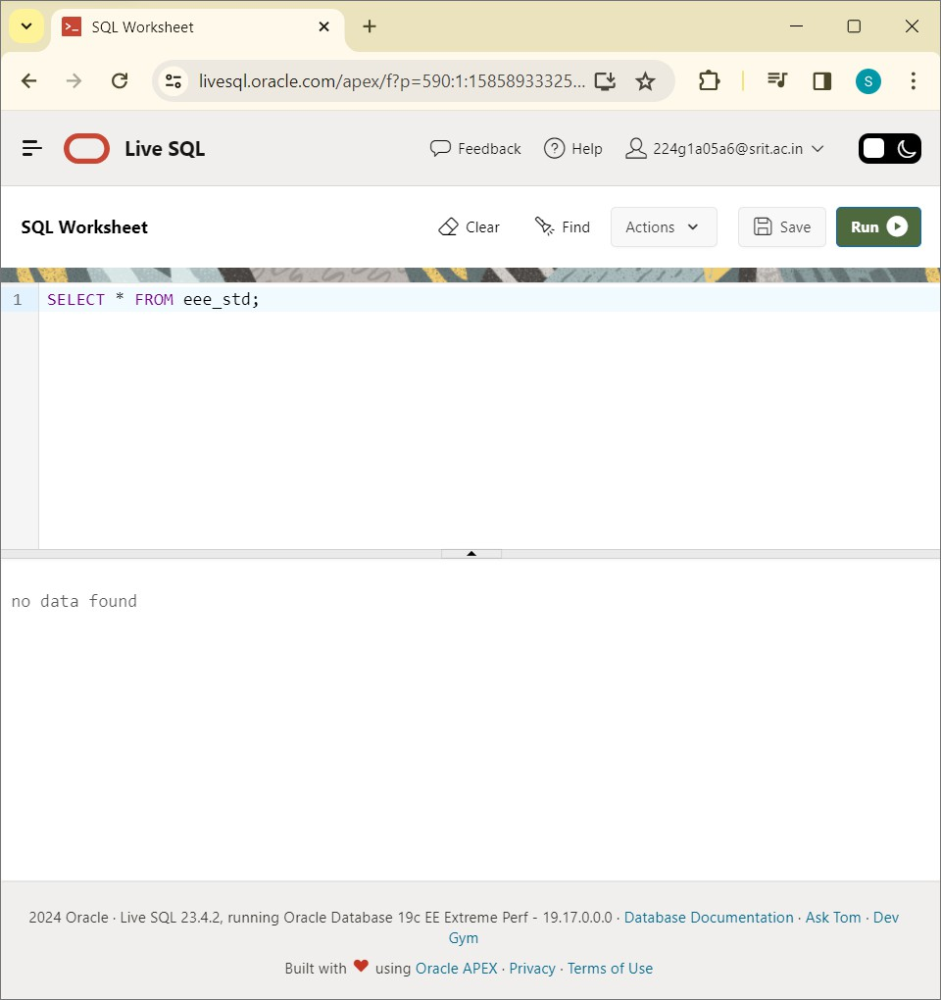 SQL Worksheet
livesql.oracle.com/apex/f?p=590:1:15858933325...
S
Live SQL
Feedback
Help
224g1a05a6@srit.ac.in
SQL Worksheet
Clear
Find
Actions
Save
Run
1 SELECT * FROM eee_std;
no data found
2024 Oracle · Live SQL 23.4.2, running Oracle Database 19c EE Extreme Perf - 19.17.0.0.0 · Database Documentation · Ask Tom · Dev
Gym
Built with ❤ using Oracle APEX · Privacy · Terms of Use